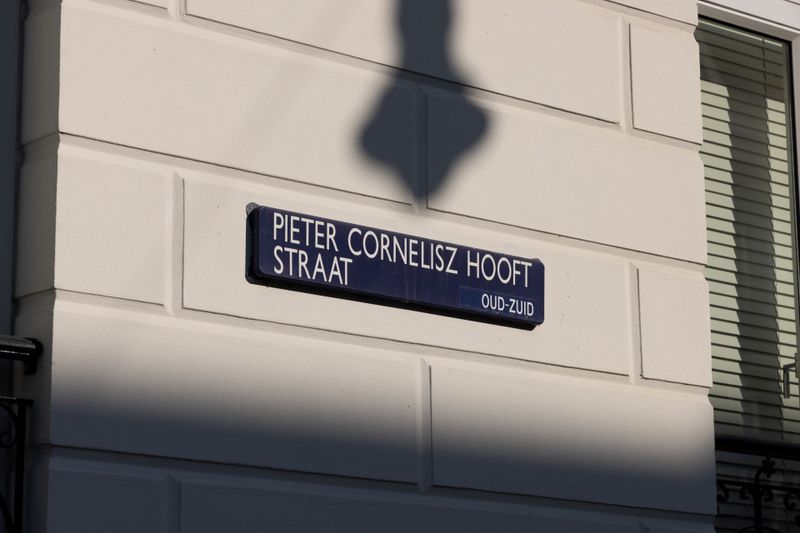 PIETER CORNELISZ HOOFT
STRAAT
OUD-ZUID